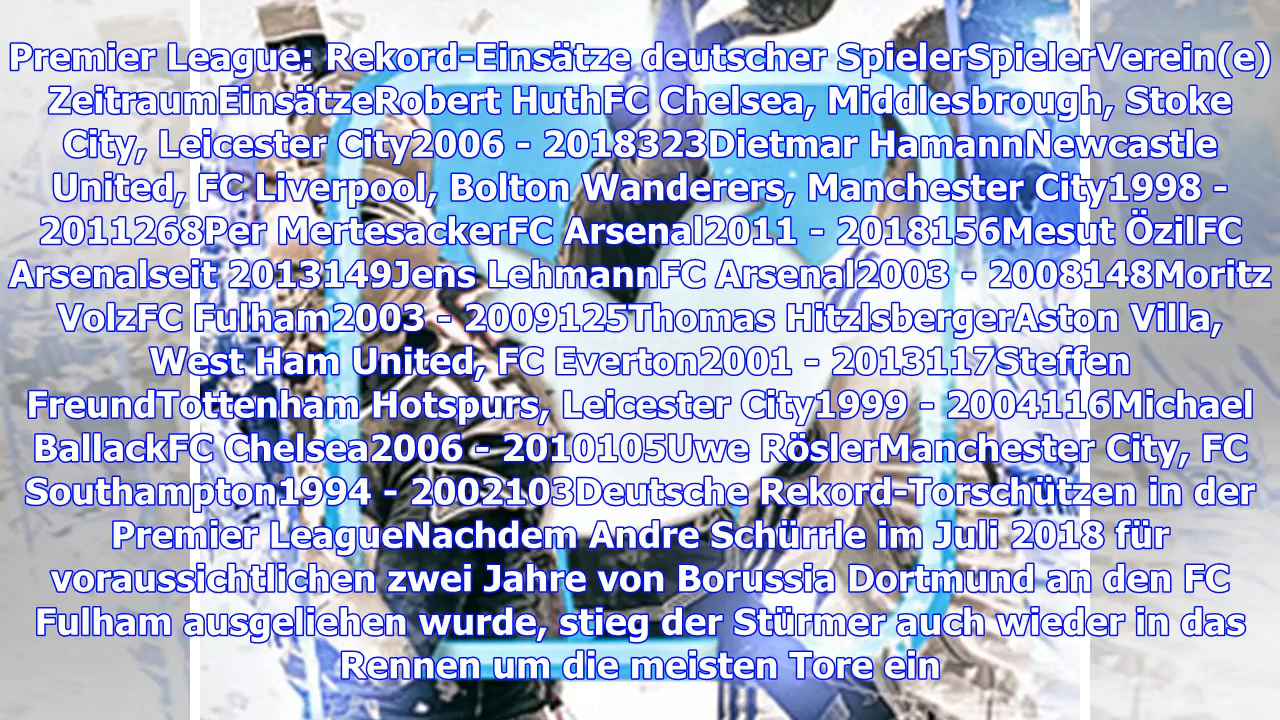 Premier League: Rekord-Einsätze deutscher SpielerSpielerVerein(e)
ZeitraumEinsätzeRobert HuthFC Chelsea, Middlesbrough, Stoke
City, Leicester City2006 - 2018323Dietmar HamannNewcastle
United, FC Liverpool, Bolton Wanderers, Manchester City1998 -
2011268Per MertesackerFC Arsenal2011 - 2018156Mesut ÖzilFC
Arsenalseit 2013149Jens LehmannFC Arsenal2003 - 2008148Moritz
VolzFC Fulham2003 - 2009125Thomas HitzlsbergerAston Villa,
West Ham United, FC Everton2001 - 2013117Steffen
FreundTottenham Hotspurs, Leicester City1999 - 2004116Michael
BallackFC Chelsea2006 - 2010105Uwe RöslerManchester City, FC
Southampton1994 - 2002103Deutsche Rekord-Torschützen in der
Premier LeagueNachdem Andre Schürrle im Juli 2018 für
voraussichtlichen zwei Jahre von Borussia Dortmund an den FC
Fulham ausgeliehen wurde, stieg der Stürmer auch wieder in das
Rennen um die meisten Tore ein